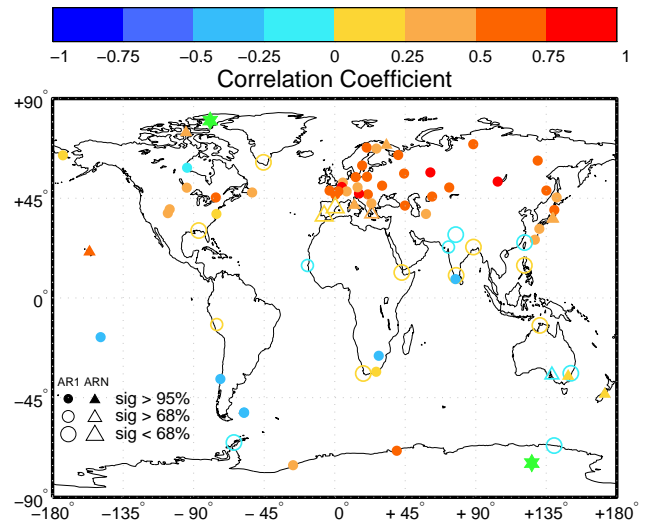 −1 −0.75 −0.5 −0.25 0 0.25 0.5 0.75 1
Correlation Coefficient
+90°
+45°
0°
−45°
−90°
AR1 ARN
sig > 95%
sig > 68%
sig < 68%
−180° −135° − 45° 0° + 45° + 90° +135° +180°